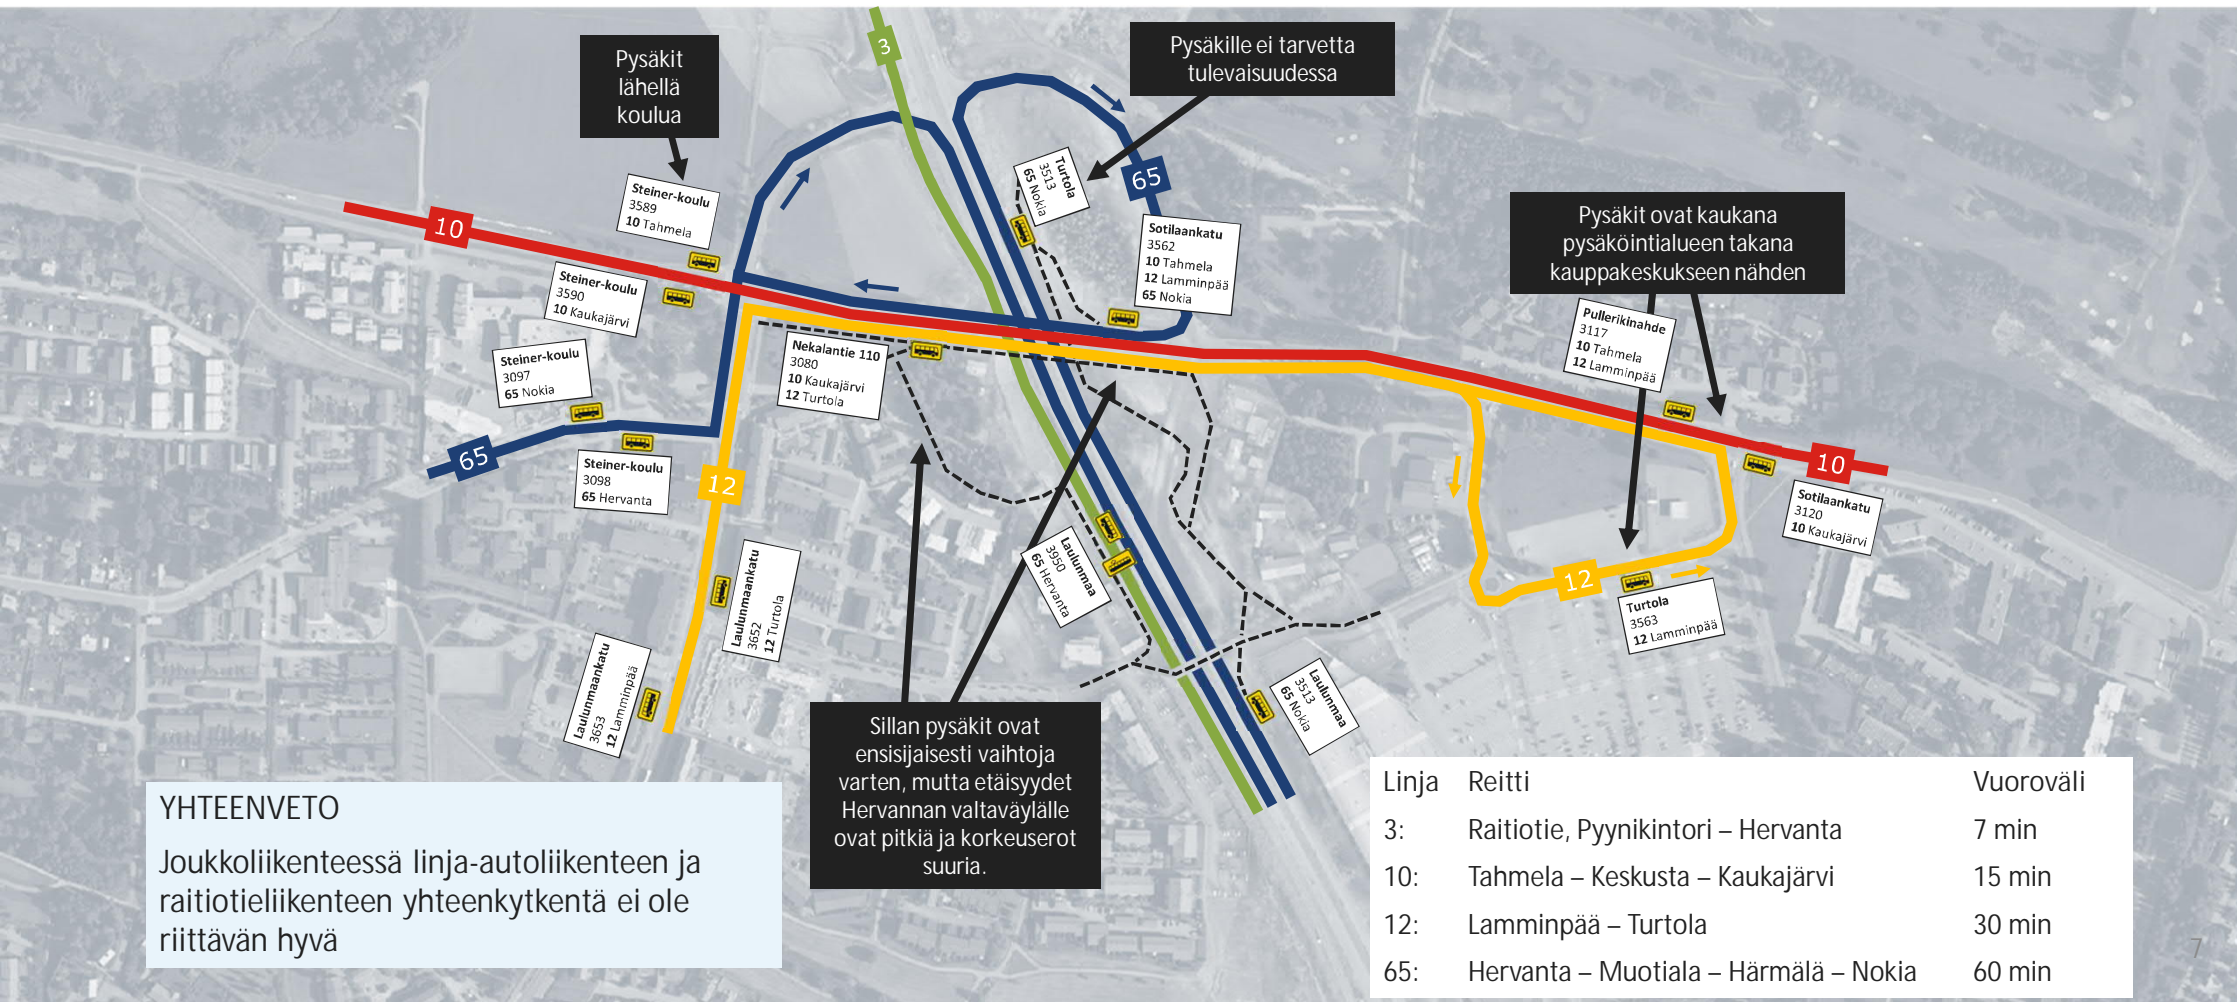 3
Pysäkit
lähellä
koulua
Pysäkille ei tarvetta
tulevaisuudessa
Steiner-koulu
3589
10 Tahmela
Turtola
3513
65 Nokia
65
Pysäkit ovat kaukana
pysäköintialueen takana
kauppakeskukseen nähden
10
Steiner-koulu
3590
10 Kaukajärvi
Sotilaankatu
3562
10 Tahmela
12 Lamminpää
65 Nokia
Pullerikinahde
3117
10 Tahmela
12 Lamminpää
Steiner-koulu
3097
65 Nokia
Nekalantie 110
3080
10 Kaukajärvi
12 Turtola
65
Steiner-koulu
3098
65 Hervanta
12
10
Sotilaankatu
3120
10 Kaukajärvi
Laulunmaankatu
3652
12 Turtola
Laulunmaa
3950
65 Hervanta
12
Turtola
3563
12 Lamminpää
Laulunmaankatu
3653
12 Lamminpää
Laulunmaa
3513
65 Nokia
Sillan pysäkit ovat
ensisijaisesti vaihtoja
varten, mutta etäisyydet
Hervannan valtaväylälle
ovat pitkiä ja korkeuserot
suuria.
YHTEENVETO
Joukkoliikenteessä linja-autoliikenteen ja
raitiotieliikenteen yhteenkytkentä ei ole
riittävän hyvä
Linja Reitti Vuoroväli
3: Raitiotie, Pyynikintori – Hervanta 7 min
10: Tahmela – Keskusta – Kaukajärvi 15 min
12: Lamminpää – Turtola 30 min
65: Hervanta – Muotiala – Härmälä – Nokia 60 min
7